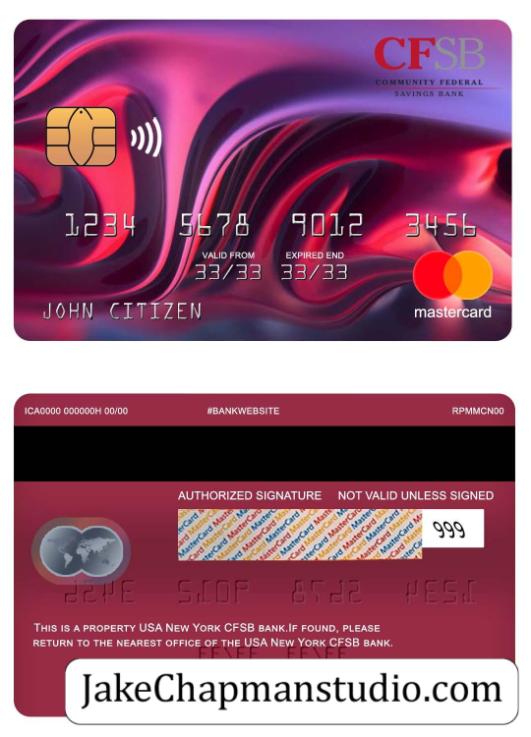 CFSB
COMMUNITY FEDERAL
SAVINGS BANK
1234 5678 9012 3456
VALID FROM EXPIRED END
33/33 33/33
JOHN CITIZEN
mastercard
ICA0000 000000H 00/00 #BANKWEBSITE RPMMCN00
AUTHORIZED SIGNATURE NOT VALID UNLESS SIGNED
MasterCard MasterCard MasterCard
999
THIS IS A PROPERTY USA NEW YORK CFSB BANK.IF FOUND, PLEASE
RETURN TO THE NEAREST OFFICE OF THE USA NEW YORK CFSB BANK.
JakeChapmanstudio.com